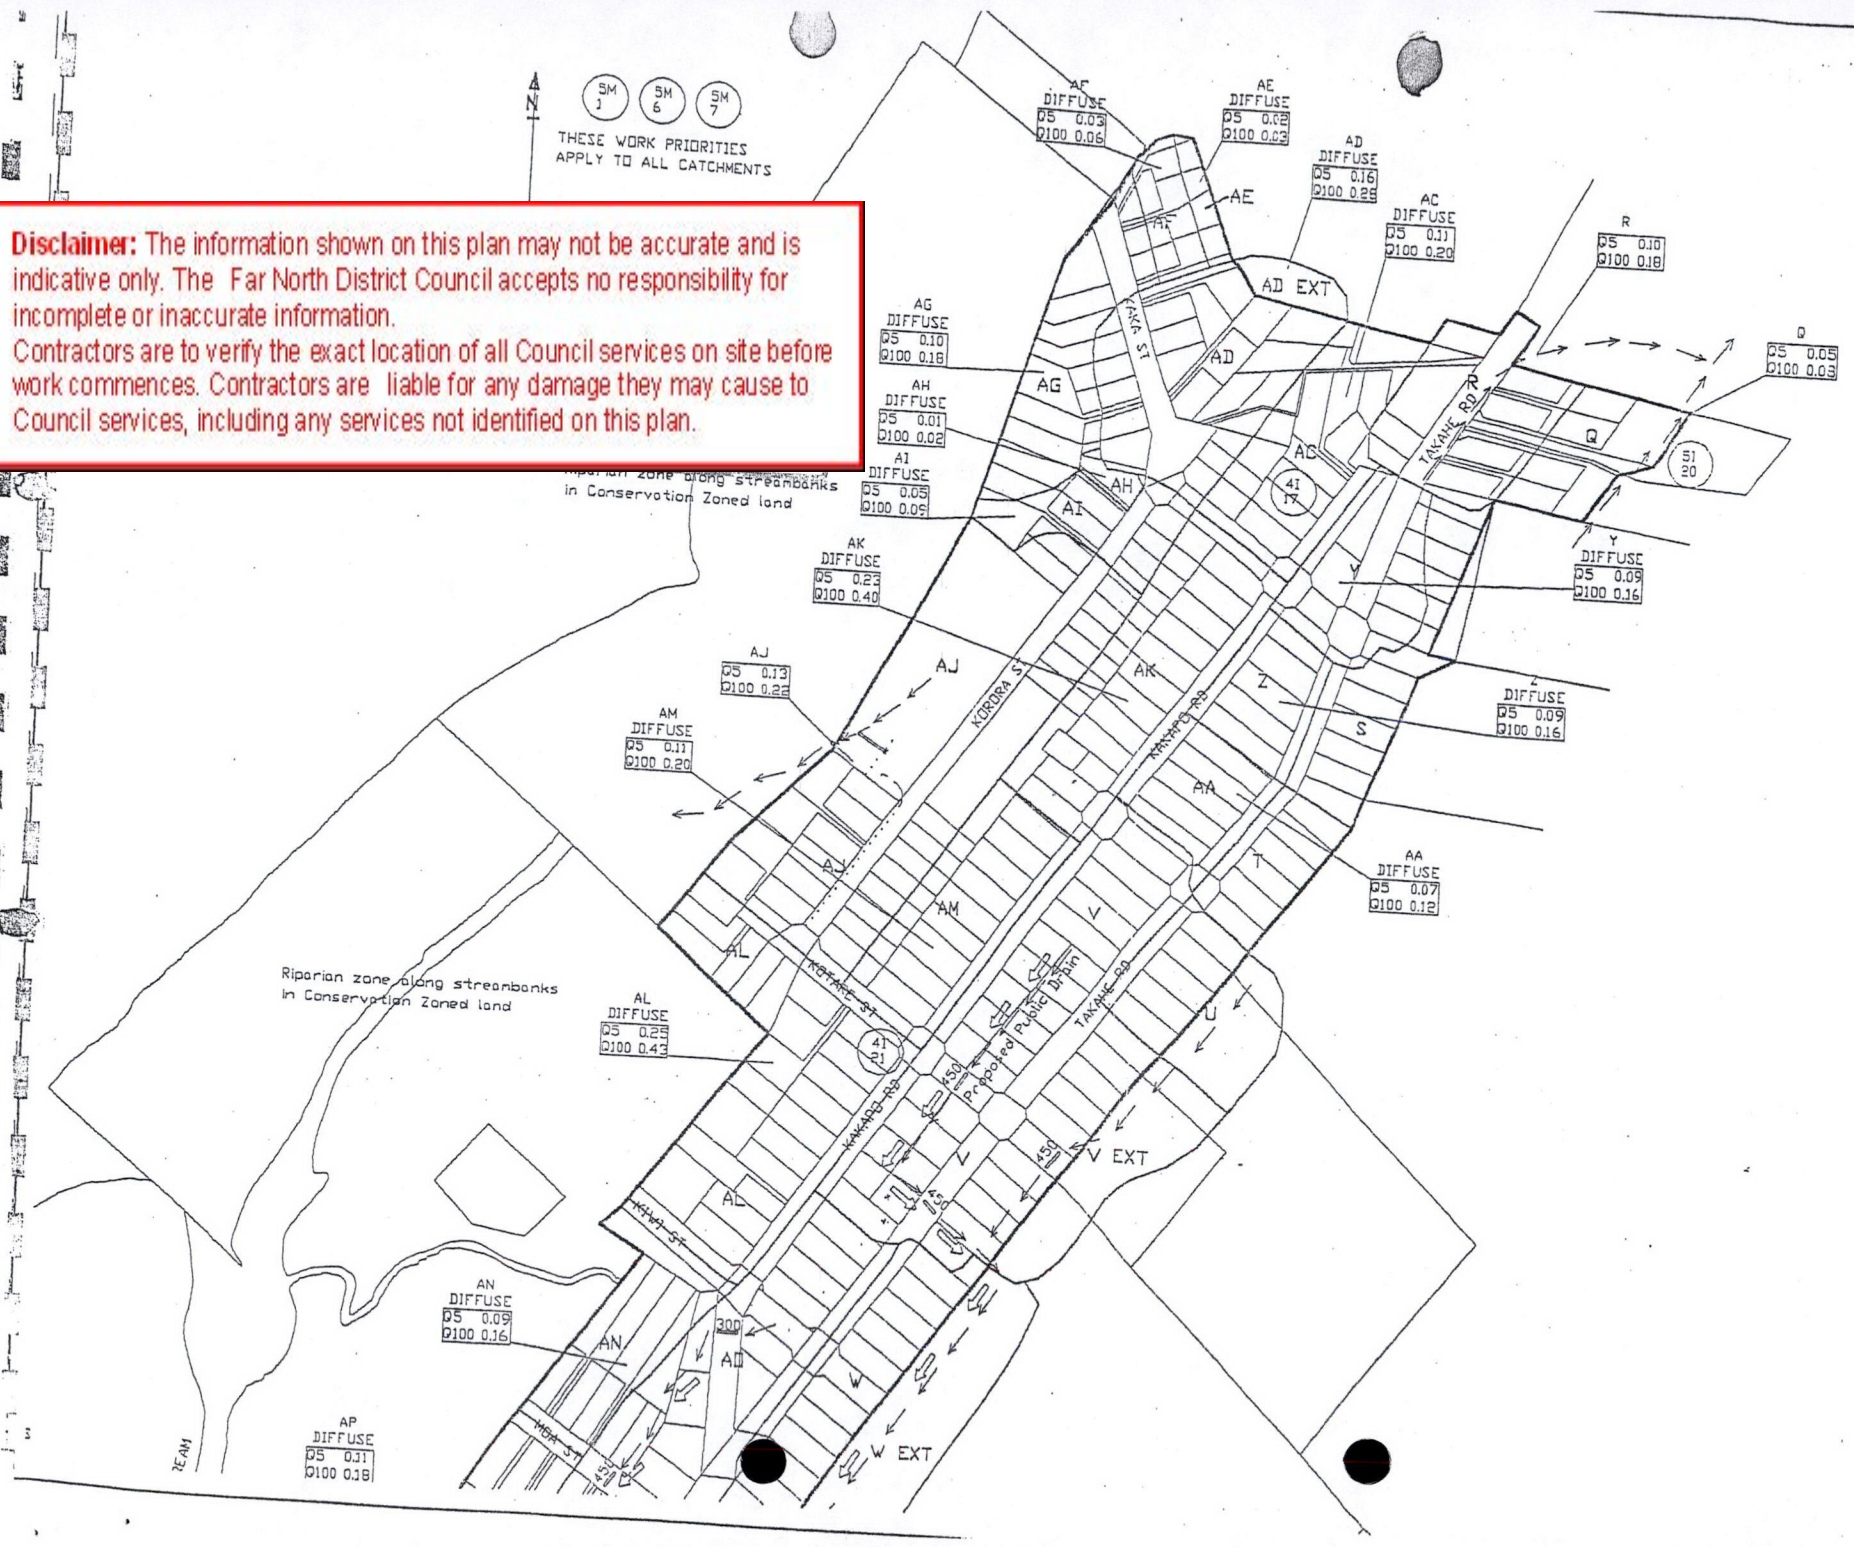 5M
1
5M
6
5M
7
N
THESE WORK PRIORITIES
APPLY TO ALL CATCHMENTS
Disclaimer: The information shown on this plan may not be accurate and is
indicative only. The Far North District Council accepts no responsibility for
incomplete or inaccurate information.
Contractors are to verify the exact location of all Council services on site before
work commences. Contractors are liable for any damage they may cause to
Council services, including any services not identified on this plan.
Riparian zone along streambanks
in Conservation Zoned land
AF
DIFFUSE
Q5 0.03
Q100 0.06
AE
DIFFUSE
Q5 0.02
Q100 0.03
AD
DIFFUSE
Q5 0.16
Q100 0.28
AC
DIFFUSE
Q5 0.11
Q100 0.20
R
Q5 0.10
Q100 0.18
Q
Q5 0.05
Q100 0.03
AE
AF
AD EXT
AG
DIFFUSE
Q5 0.10
Q100 0.18
AG
AD
R
TAKAHE RD
Q
AH
DIFFUSE
Q5 0.01
Q100 0.02
AC
AH
AI
41
17
51
20
AI
DIFFUSE
Q5 0.05
Q100 0.09
AK
DIFFUSE
Q5 0.23
Q100 0.40
Y
Y
DIFFUSE
Q5 0.09
Q100 0.16
AJ
DIFFUSE
Q5 0.13
Q100 0.22
AJ
KORORA ST
AK
KAKAPO RD
Z
S
Z
DIFFUSE
Q5 0.09
Q100 0.16
AM
DIFFUSE
Q5 0.11
Q100 0.20
AA
AJ
T
AA
DIFFUSE
Q5 0.07
Q100 0.12
AM
V
AL
KOTARE ST
Riparian zone along streambanks
in Conservation Zoned land
TAKAHE RD
Proposed Public Drain
U
AL
DIFFUSE
Q5 0.25
Q100 0.43
41
21
450
KAKAPO RD
450
V EXT
V
AL
450
KIWI ST
AN
DIFFUSE
Q5 0.09
Q100 0.16
300
AN
W
MOA ST
450
W EXT
AP
DIFFUSE
Q5 0.11
Q100 0.18